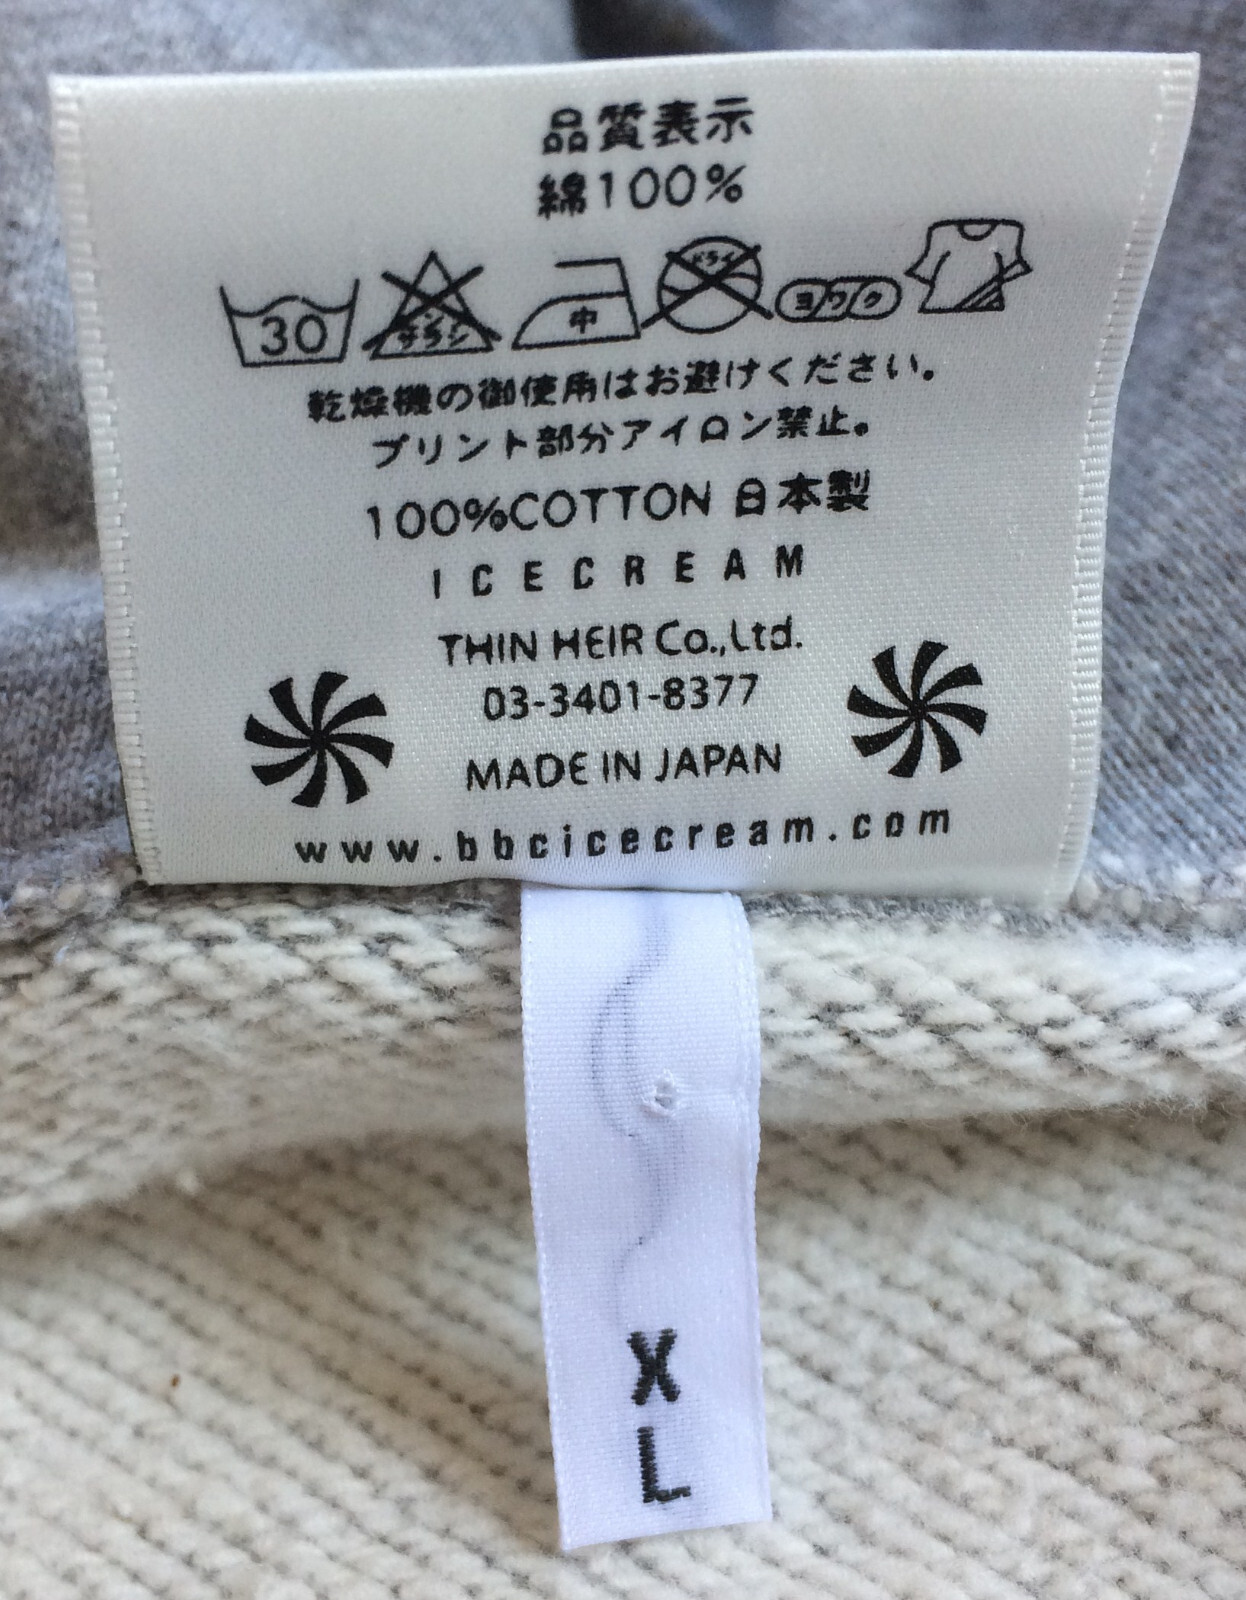 品質表示
綿100%
30 エンソサラシ 中 ドライ ヨワク
乾燥機の御使用はお避けください。
プリント部分アイロン禁止。
100%COTTON 日本製
ICECREAM
THIN HEIR Co.,Ltd.
03-3401-8377
MADE IN JAPAN
www.bbcicecream.com
XL